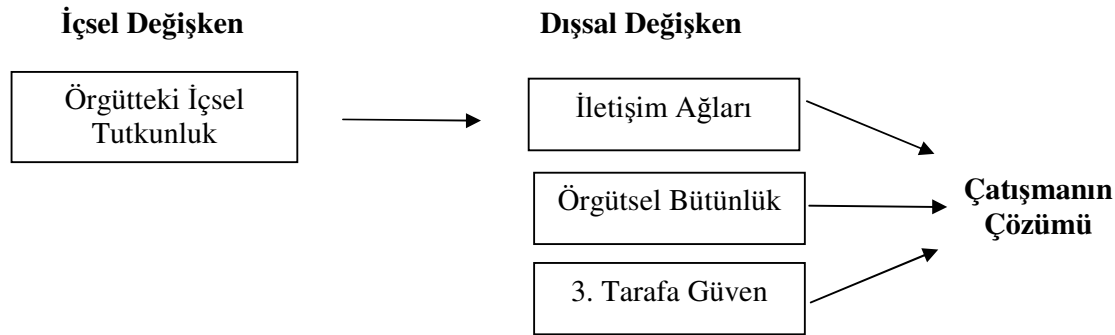 İçsel Değişken
Dışsal Değişken
Örgütteki İçsel
Tutkunluk
İletişim Ağları
Örgütsel Bütünlük
3. Tarafa Güven
Çatışmanın
Çözümü